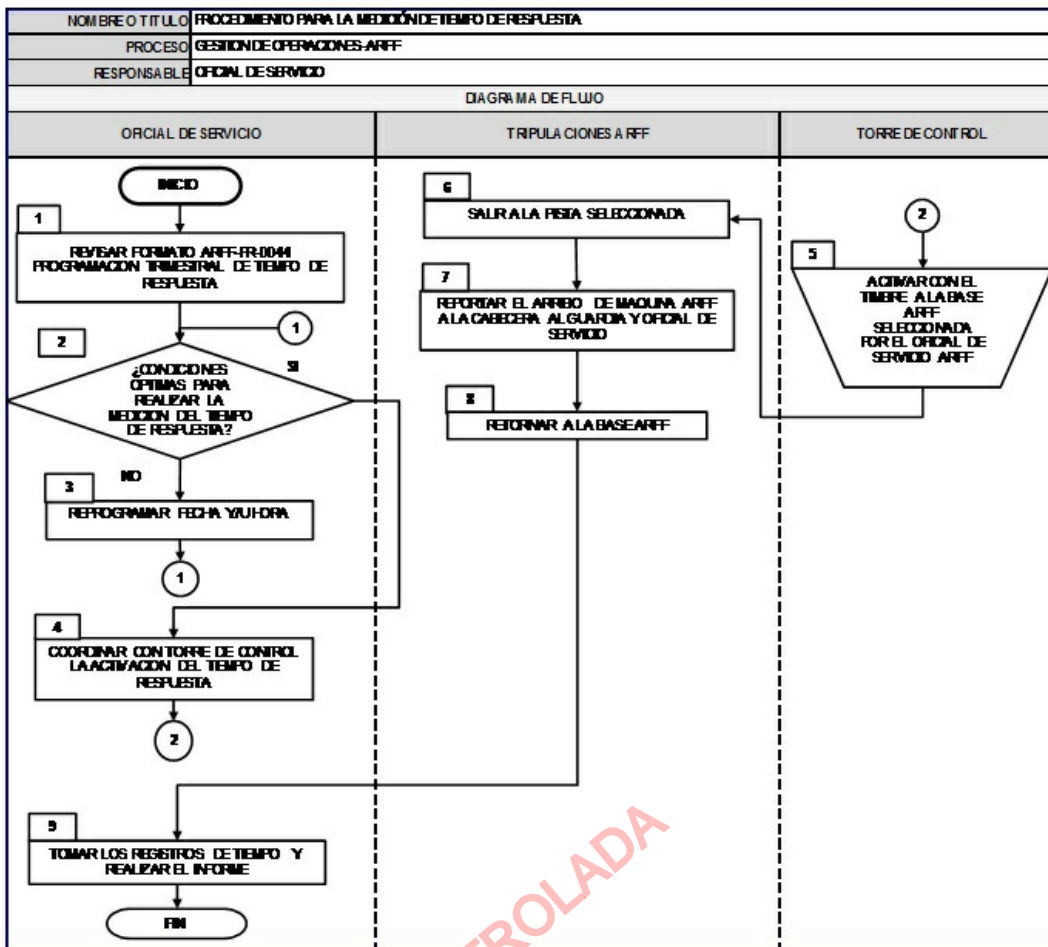 NOMBRE O TITULO PROCEDIMIENTO PARA LA MEDICIÓN DE TIEMPO DE RESPUESTA
PROCESO GESTION DE OPERACIONES-ARFF
RESPONSABLE OFICIAL DE SERVICIO
DIAGRAMA DE FLUJO
OFICIAL DE SERVICIO
TRIPULACIONES ARFF
TORRE DE CONTROL
INICIO
1
REVISAR FORMATO ARFF-FR-0044
PROGRAMACION TRIMESTRAL DE TIEMPO DE
RESPUESTA
1
2
¿CONDICIONES
OPTIMAS PARA
REALIZAR LA
MEDICION DEL TIEMPO
DE RESPUESTA?
SI
NO
3
REPROGRAMAR FECHA Y/U HORA
1
4
COORDINAR CON TORRE DE CONTROL
LA ACTIVACION DEL TIEMPO DE
RESPUESTA
2
9
TOMAR LOS REGISTROS DE TIEMPO Y
REALIZAR EL INFORME
FIN
6
SALIR A LA PISTA SELECCIONADA
7
REPORTAR EL ARRIBO DE MAQUINA ARFF
A LA CABECERA AL GUARDIA Y OFICIAL DE
SERVICIO
8
RETORNAR A LA BASE ARFF
2
5
ACTIVAR CON EL
TIMBRE A LA BASE
ARFF
SELECCIONADA
POR EL OFICIAL DE
SERVICIO ARFF
TROLADA